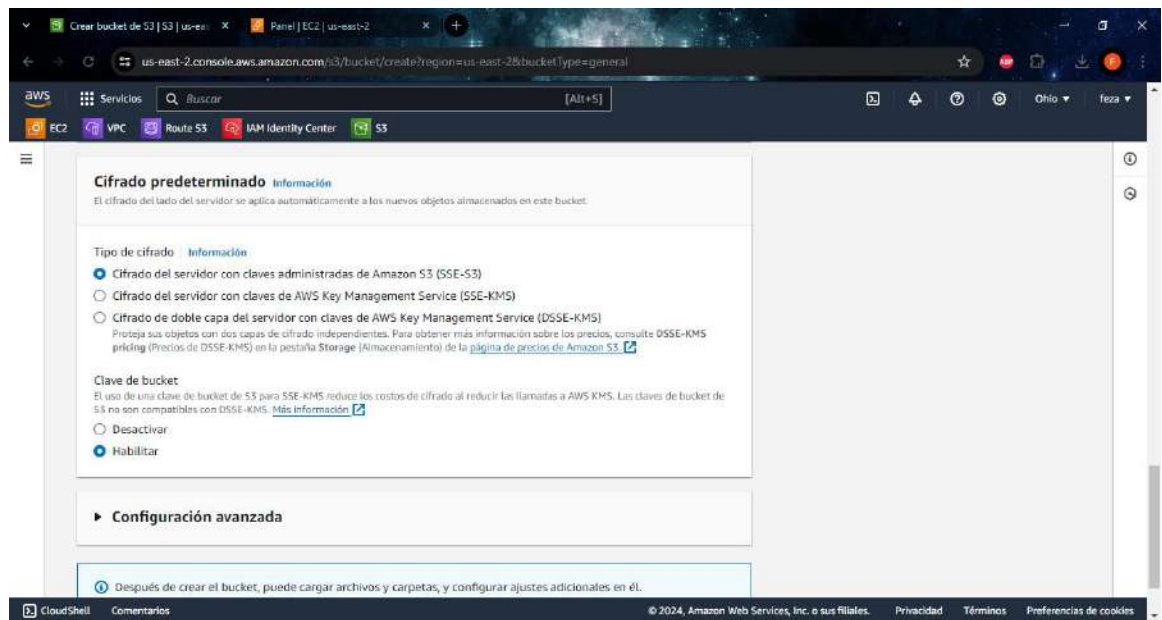 Crear bucket de S3 | S3 | us-eas
Panel | EC2 | us-east-2
us-east-2.console.aws.amazon.com/s3/bucket/create?region=us-east-2&bucketType=general
ABP
F
aws
Servicios
Buscar
[Alt+S]
Ohio
feza
EC2
VPC
Route 53
IAM Identity Center
S3
Cifrado predeterminado Información
El cifrado del lado del servidor se aplica automáticamente a los nuevos objetos almacenados en este bucket.
Tipo de cifrado Información
Cifrado del servidor con claves administradas de Amazon S3 (SSE-S3)
Cifrado del servidor con claves de AWS Key Management Service (SSE-KMS)
Cifrado de doble capa del servidor con claves de AWS Key Management Service (DSSE-KMS)
Proteja sus objetos con dos capas de cifrado independientes. Para obtener más información sobre los precios, consulte DSSE-KMS
pricing (Precios de DSSE-KMS) en la pestaña Storage (Almacenamiento) de la página de precios de Amazon S3.
Clave de bucket
El uso de una clave de bucket de S3 para SSE-KMS reduce los costos de cifrado al reducir las llamadas a AWS KMS. Las claves de bucket de
S3 no son compatibles con DSSE-KMS. Más información
Desactivar
Habilitar
Configuración avanzada
Después de crear el bucket, puede cargar archivos y carpetas, y configurar ajustes adicionales en él.
CloudShell
Comentarios
© 2024, Amazon Web Services, Inc. o sus filiales.
Privacidad
Términos
Preferencias de cookies